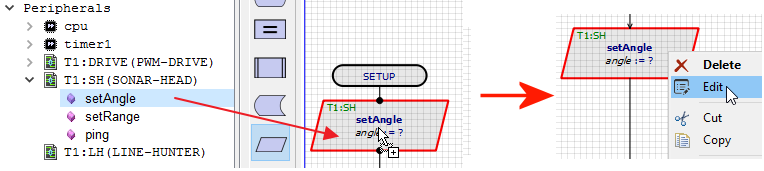 Peripherals
cpu
timer1
T1:DRIVE(PWM-DRIVE)
T1:SH(SONAR-HEAD)
setAngle
setRange
ping
T1:LH(LINE-HUNTER)
SETUP
T1:SH
setAngle
angle := ?
T1:SH
setAngle
angle := ?
Delete
Edit
Cut
Copy